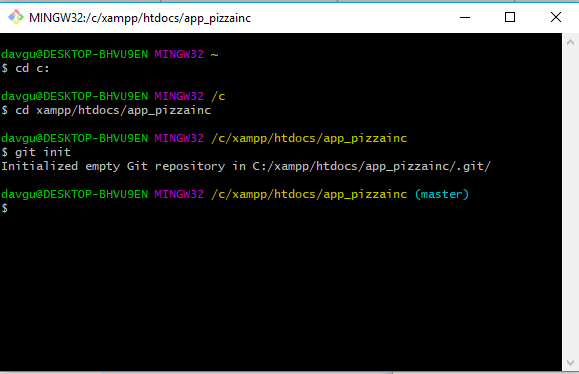 MINGW32:/c/xampp/htdocs/app_pizzainc
davgu@DESKTOP-BHVU9EN MINGW32 ~
$ cd c:
davgu@DESKTOP-BHVU9EN MINGW32 /c
$ cd xampp/htdocs/app_pizzainc
davgu@DESKTOP-BHVU9EN MINGW32 /c/xampp/htdocs/app_pizzainc
$ git init
Initialized empty Git repository in C:/xampp/htdocs/app_pizzainc/.git/
davgu@DESKTOP-BHVU9EN MINGW32 /c/xampp/htdocs/app_pizzainc (master)
$